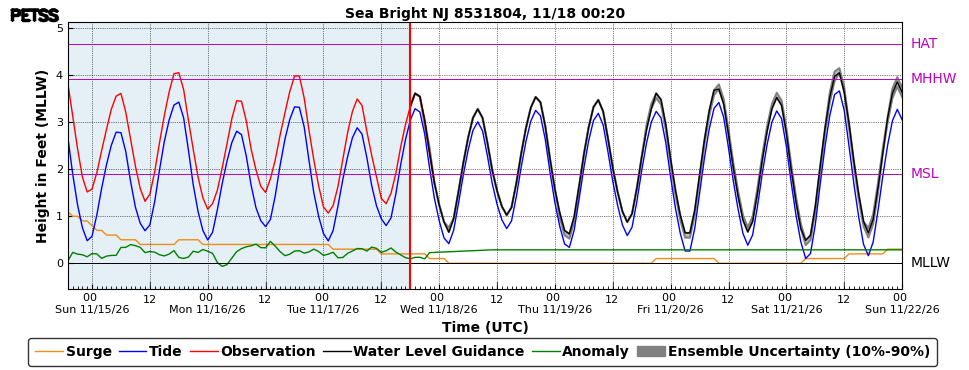 PETSS
Sea Bright NJ 8531804, 11/18 00:20
Height in Feet (MLLW)
5
4
3
2
1
0
HAT
MHHW
MSL
MLLW
00 12 00 12 00 12 00 12 00 12 00 12 00 12 00
Sun 11/15/26 Mon 11/16/26 Tue 11/17/26 Wed 11/18/26 Thu 11/19/26 Fri 11/20/26 Sat 11/21/26 Sun 11/22/26
Time (UTC)
Surge Tide Observation Water Level Guidance Anomaly Ensemble Uncertainty (10%-90%)